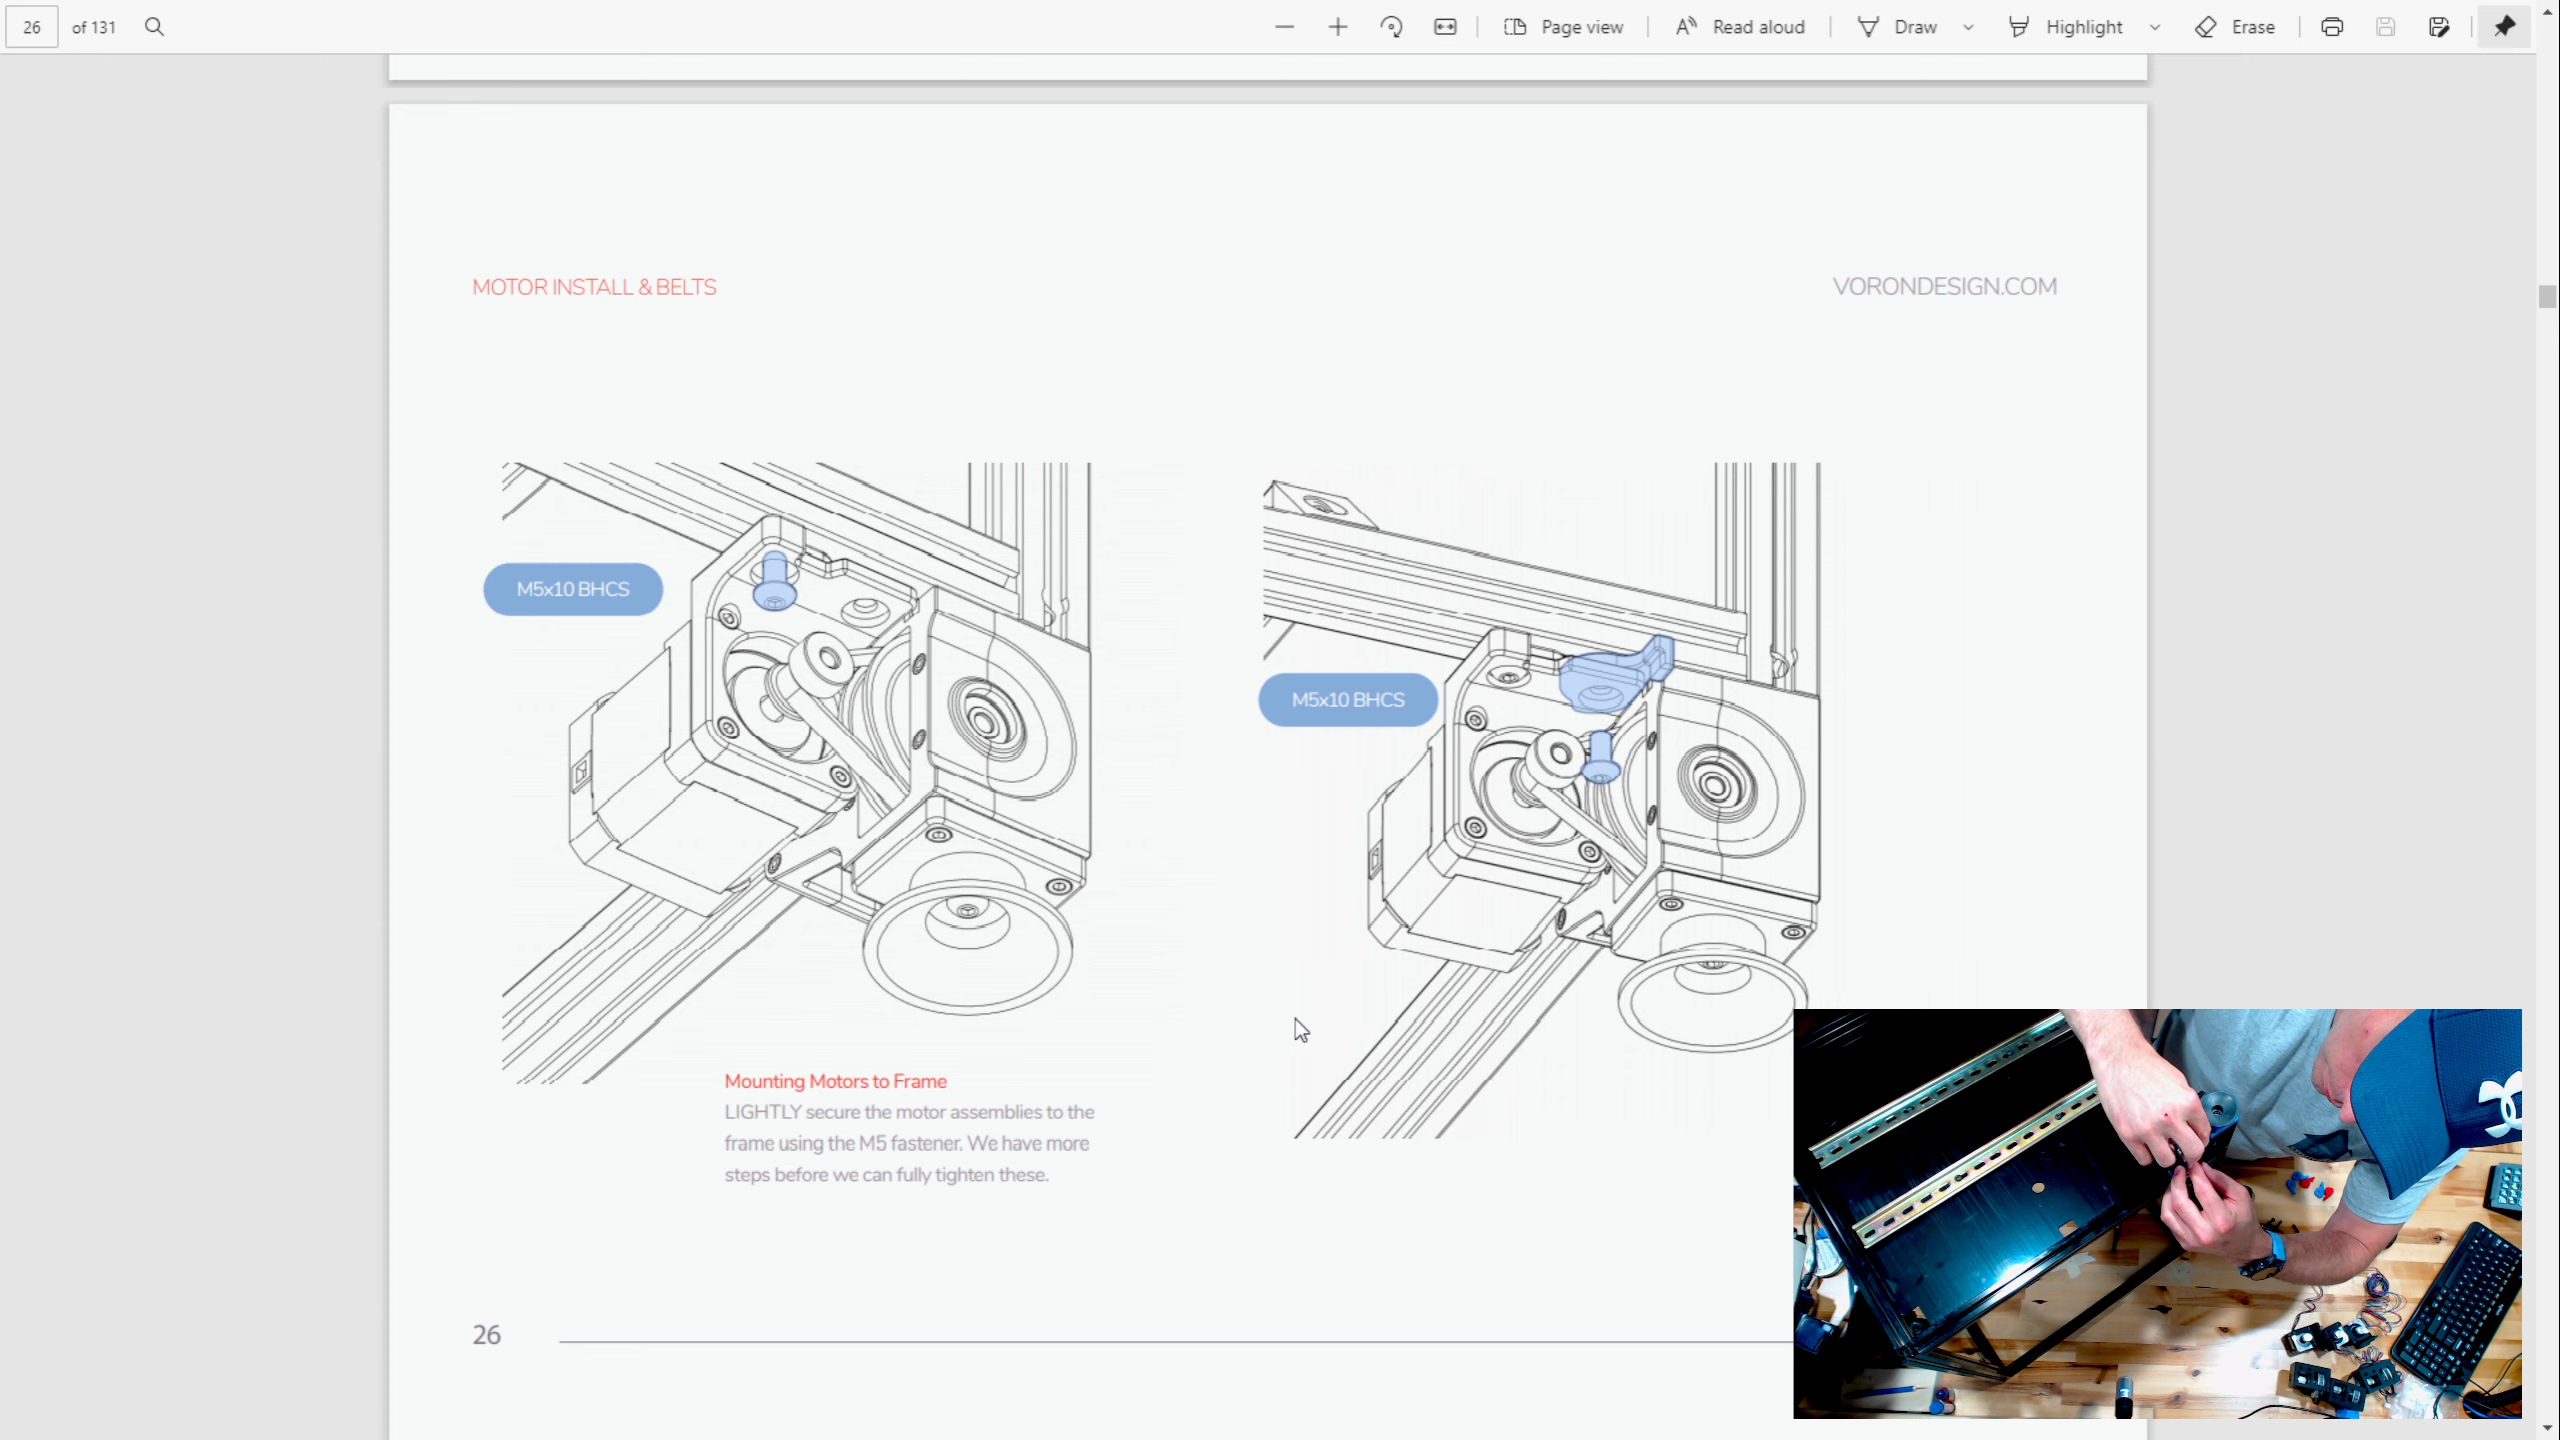 26 of 131 Page view Read aloud Draw Highlight Erase
MOTOR INSTALL & BELTS VORONDESIGN.COM
M5x10 BHCS
M5x10 BHCS
Mounting Motors to Frame
LIGHTLY secure the motor assemblies to the
frame using the M5 fastener. We have more
steps before we can fully tighten these.
26